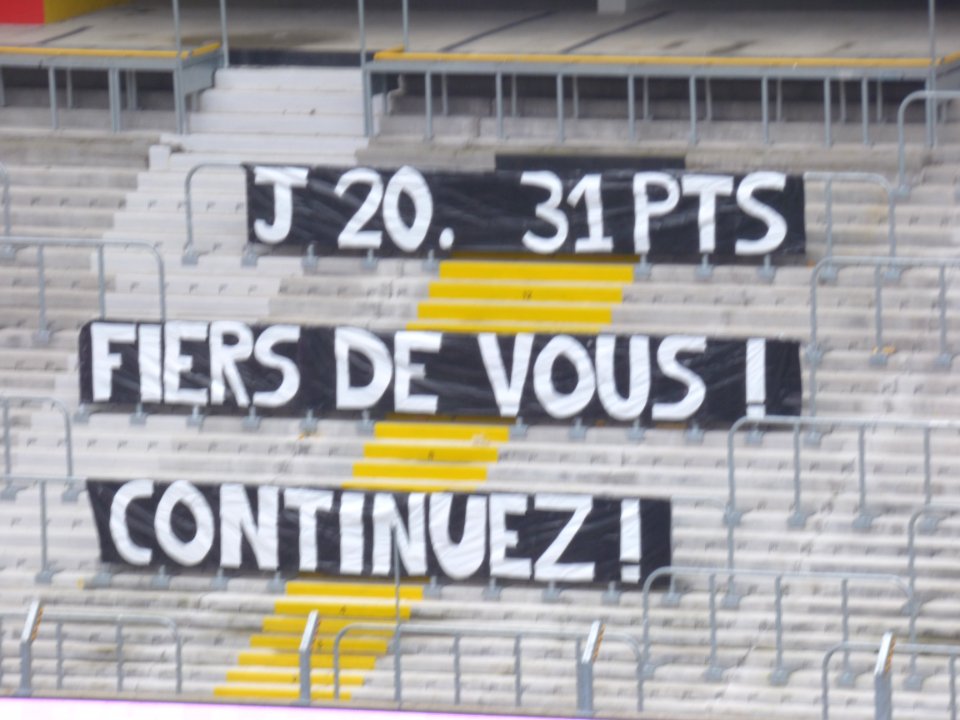 J 20. 31 PTS
FIERS DE VOUS !
CONTINUEZ !